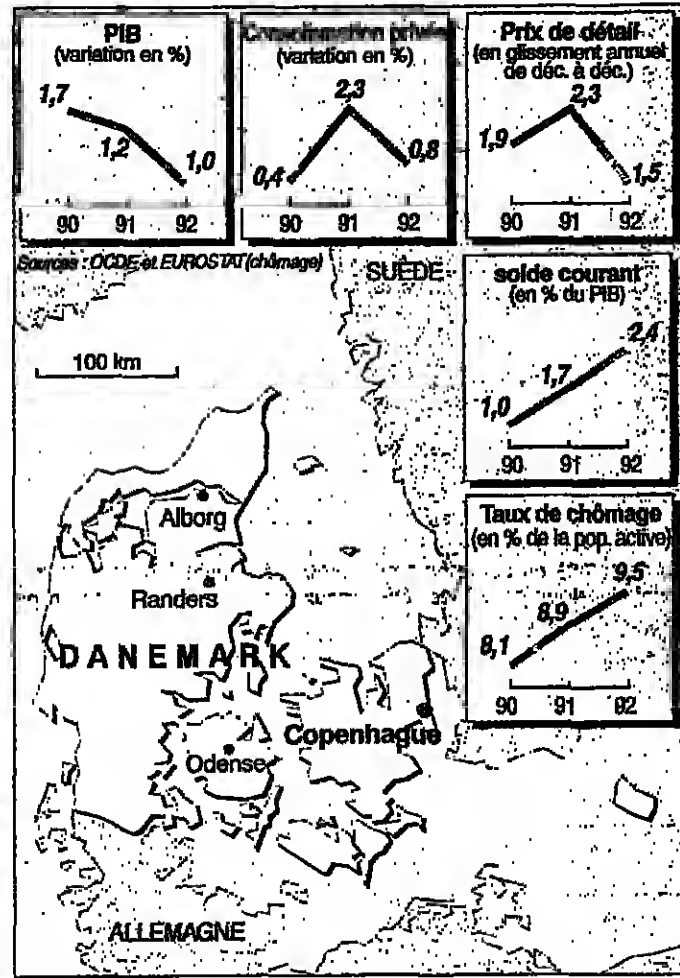 PIB
(variation en %)
1,7
1,2
1,0
90 91 92
Consommation privée
(variation en %)
0,4
2,3
0,8
90 91 92
Prix de détail
(en glissement annuel
de déc. à déc.)
1,9
2,3
1,5
90 91 92
Sources : OCDE et EUROSTAT (chômage)
SUÈDE
solde courant
(en % du PIB)
1,0
1,7
2,4
90 91 92
100 km
Alborg
Randers
DANEMARK
Copenhague
Odense
ALLEMAGNE
Taux de chômage
(en % de la pop. active)
8,1
8,9
9,5
90 91 92